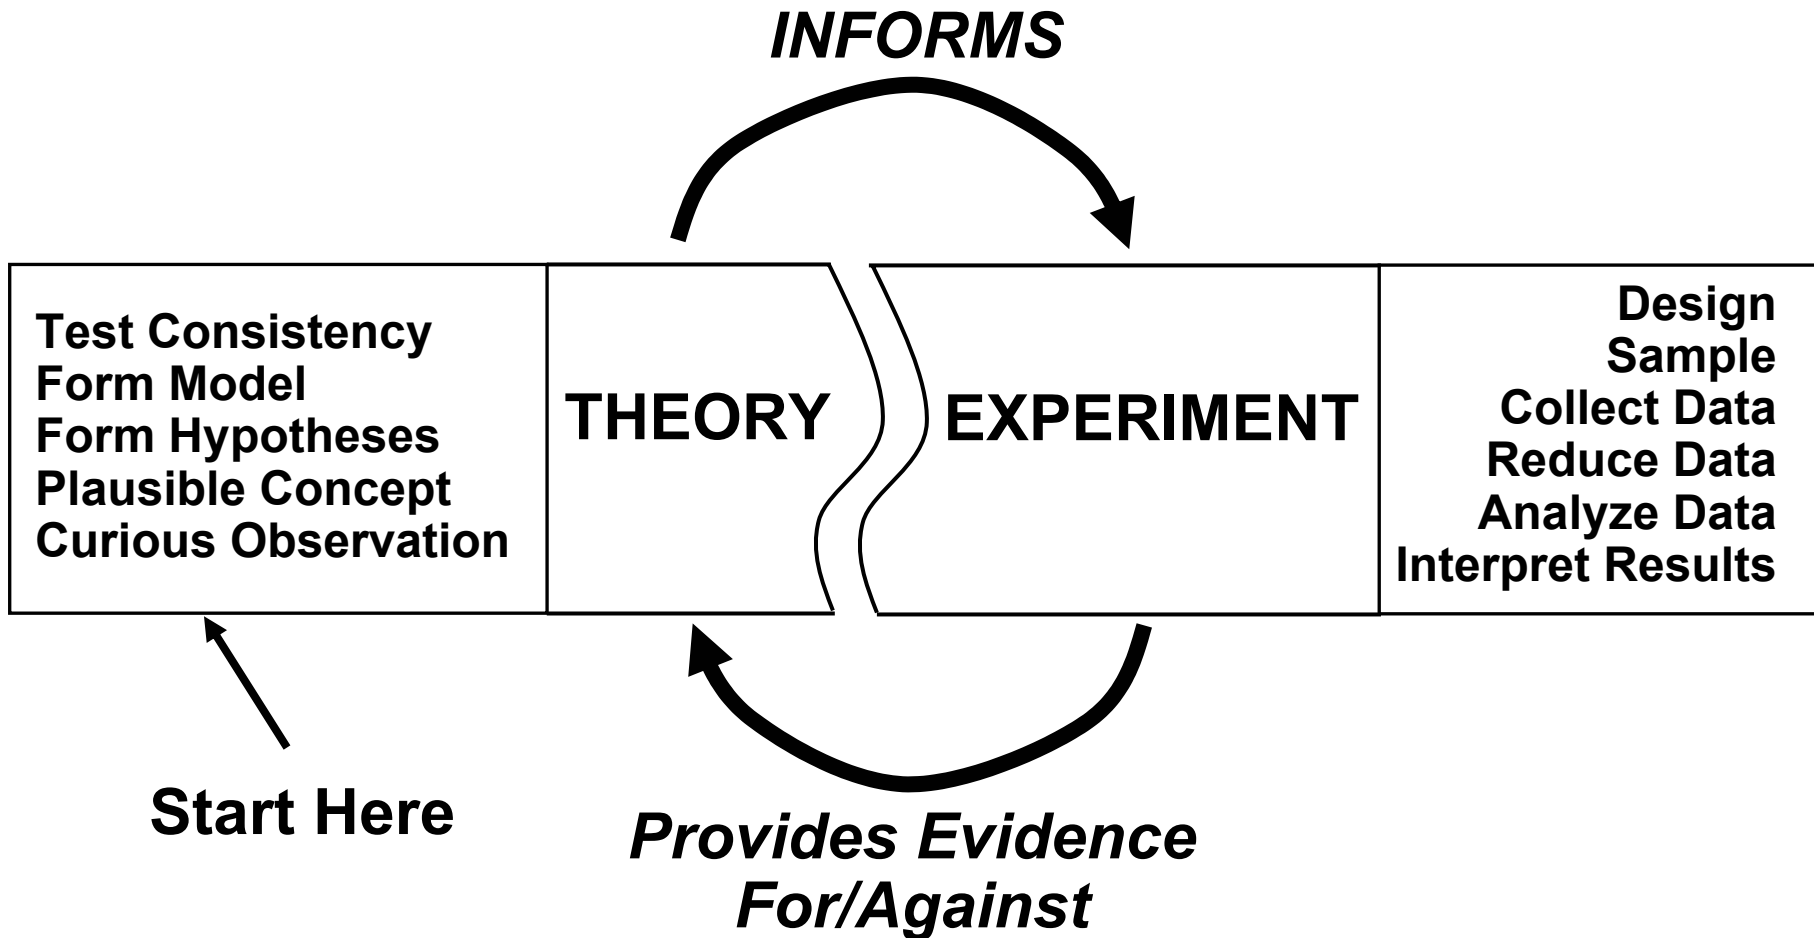 INFORMS
Test Consistency
Form Model
Form Hypotheses
Plausible Concept
Curious Observation
THEORY
EXPERIMENT
Design
Sample
Collect Data
Reduce Data
Analyze Data
Interpret Results
Start Here
Provides Evidence
For/Against